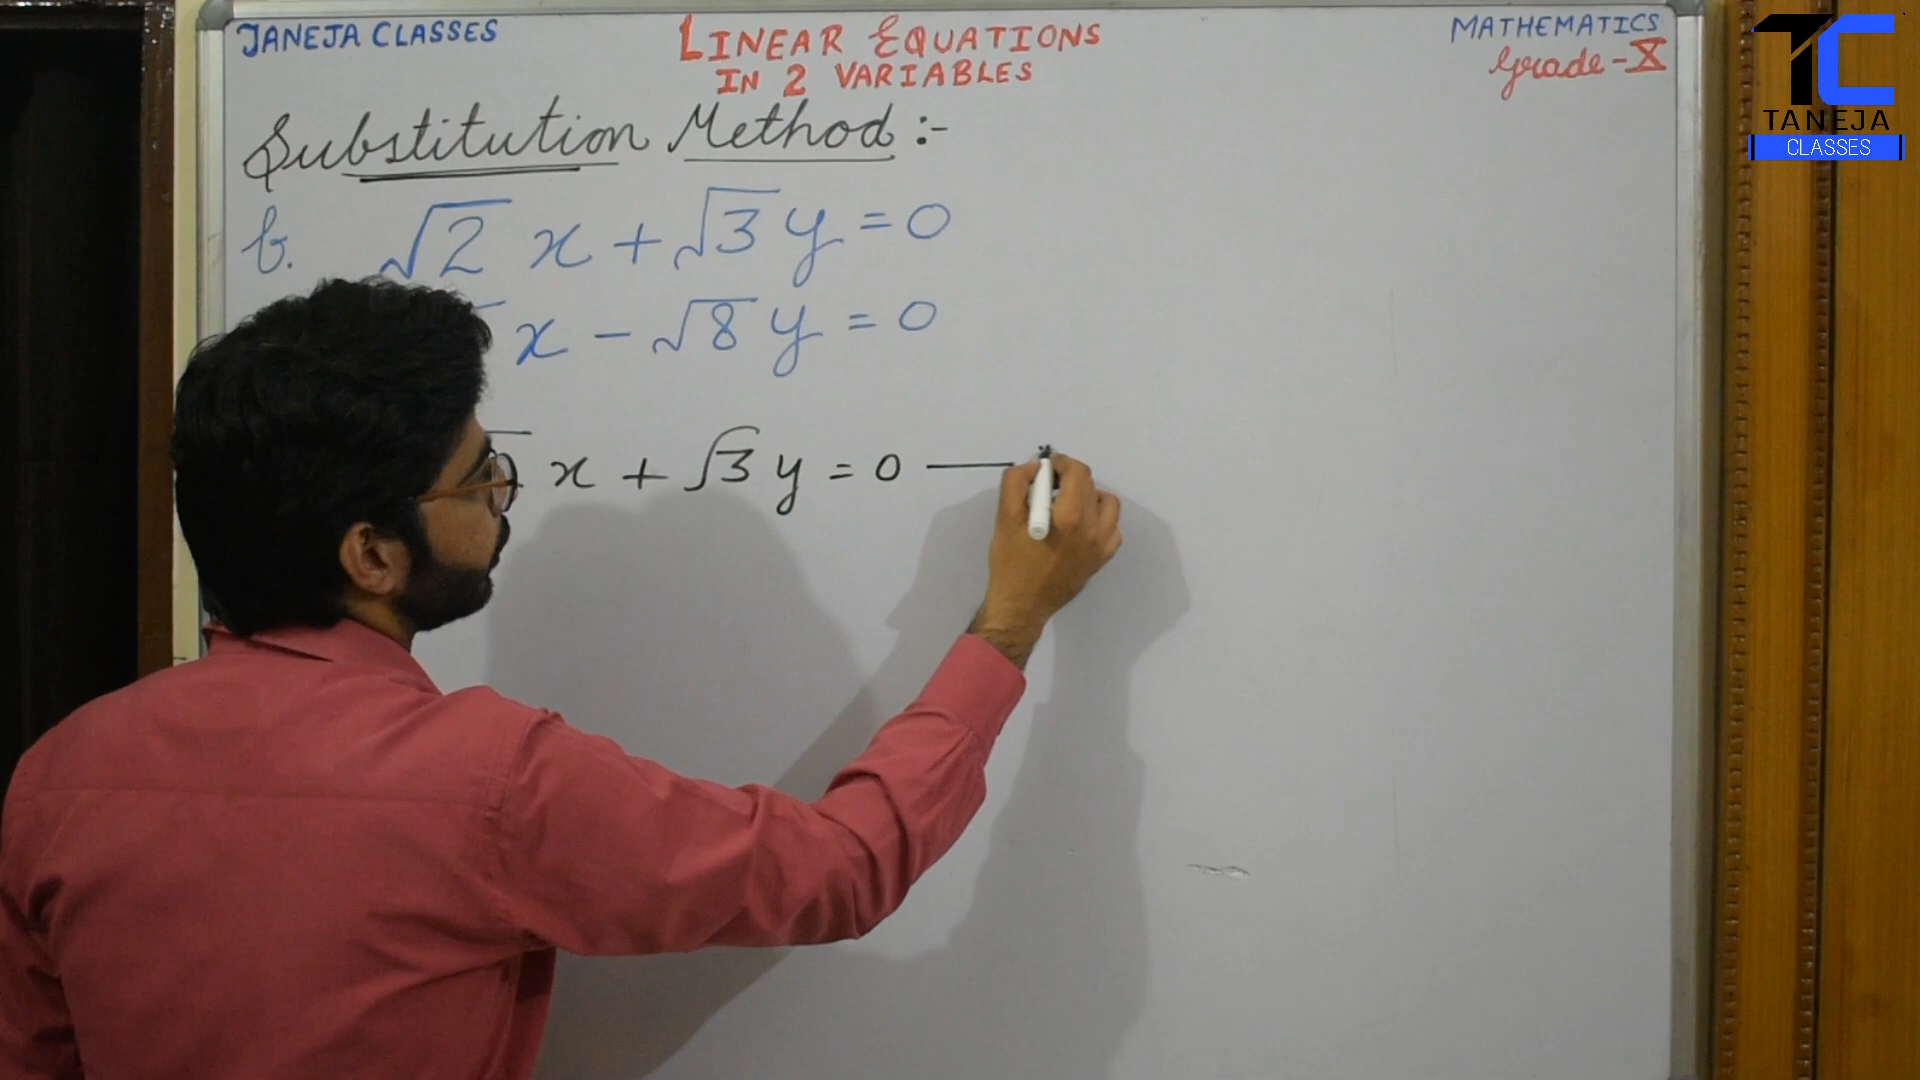 JANEJA CLASSES
LINEAR EQUATIONS
IN 2 VARIABLES
MATHEMATICS
Grade-X
TC
TANEJA
CLASSES
Substitution Method :-
b. √2 x + √3 y = 0
x - √8 y = 0
x + √3 y = 0 —